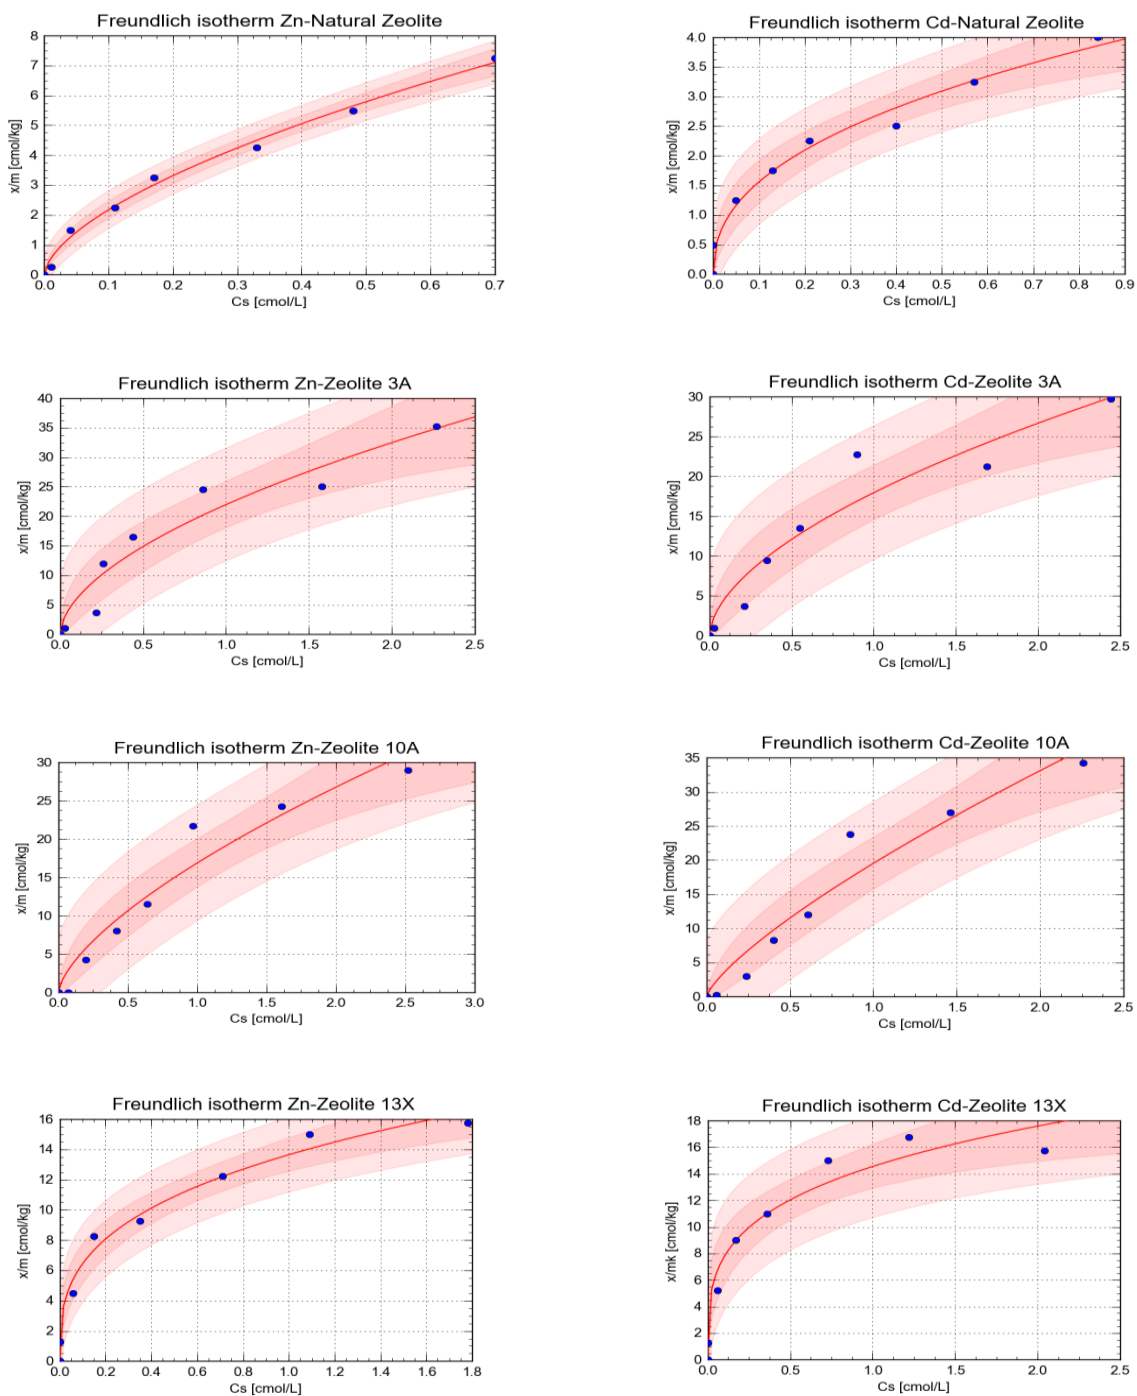 Freundlich isotherm Zn-Natural Zeolite
8
7
6
5
4
3
2
1
0
x/m [cmol/kg]
0.0 0.1 0.2 0.3 0.4 0.5 0.6 0.7
Cs [cmol/L]
Freundlich isotherm Cd-Natural Zeolite
4.0
3.5
3.0
2.5
2.0
1.5
1.0
0.5
0.0
x/m [cmol/kg]
0.0 0.1 0.2 0.3 0.4 0.5 0.6 0.7 0.8 0.9
Cs [cmol/L]
Freundlich isotherm Zn-Zeolite 3A
40
35
30
25
20
15
10
5
0
x/m [cmol/kg]
0.0 0.5 1.0 1.5 2.0 2.5
Cs [cmol/L]
Freundlich isotherm Cd-Zeolite 3A
30
25
20
15
10
5
0
x/m [cmol/kg]
0.0 0.5 1.0 1.5 2.0 2.5
Cs [cmol/L]
Freundlich isotherm Zn-Zeolite 10A
30
25
20
15
10
5
0
x/m [cmol/kg]
0.0 0.5 1.0 1.5 2.0 2.5 3.0
Cs [cmol/L]
Freundlich isotherm Cd-Zeolite 10A
35
30
25
20
15
10
5
0
x/m [cmol/kg]
0.0 0.5 1.0 1.5 2.0 2.5
Cs [cmol/L]
Freundlich isotherm Zn-Zeolite 13X
16
14
12
10
8
6
4
2
0
x/m [cmol/kg]
0.0 0.2 0.4 0.6 0.8 1.0 1.2 1.4 1.6 1.8
Cs [cmol/L]
Freundlich isotherm Cd-Zeolite 13X
18
16
14
12
10
8
6
4
2
0
x/mk [cmol/kg]
0.0 0.5 1.0 1.5 2.0 2.5
Cs [cmol/L]